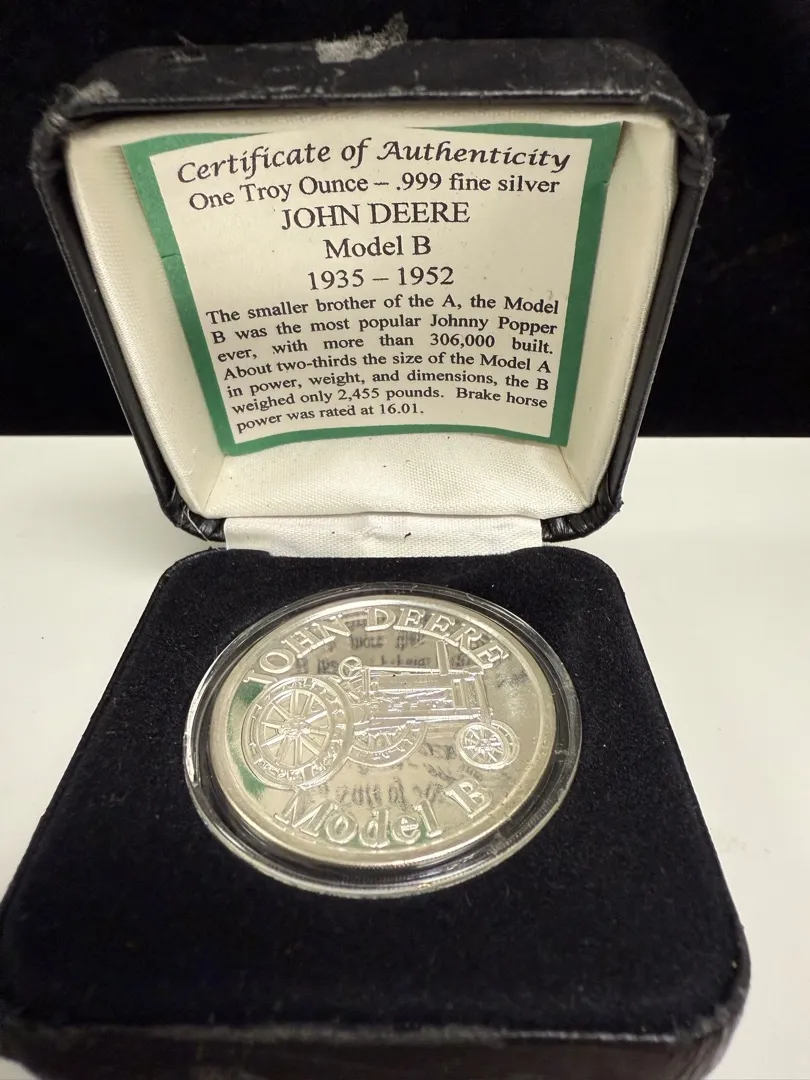 Certificate of Authenticity
One Troy Ounce – .999 fine silver
JOHN DEERE
Model B
1935 – 1952
The smaller brother of the A, the Model
B was the most popular Johnny Popper
ever, with more than 306,000 built.
About two-thirds the size of the Model A
in power, weight, and dimensions, the B
weighed only 2,455 pounds. Brake horse
power was rated at 16.01.
JOHN DEERE
Model B